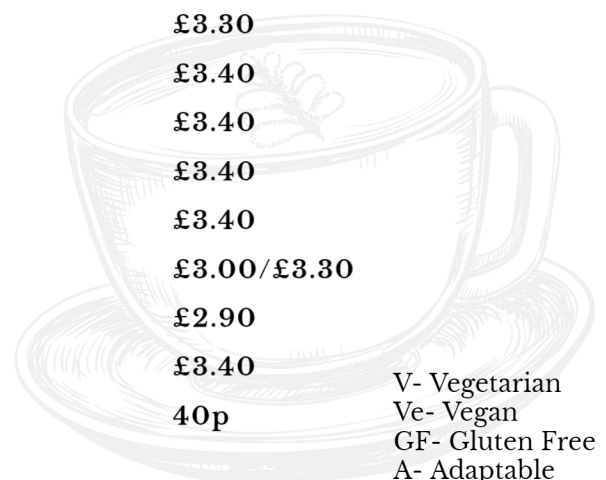 £3.30
£3.40
£3.40
£3.40
£3.40
£3.00/£3.30
£2.90
£3.40
40p
V- Vegetarian
Ve- Vegan
GF- Gluten Free
A- Adaptable